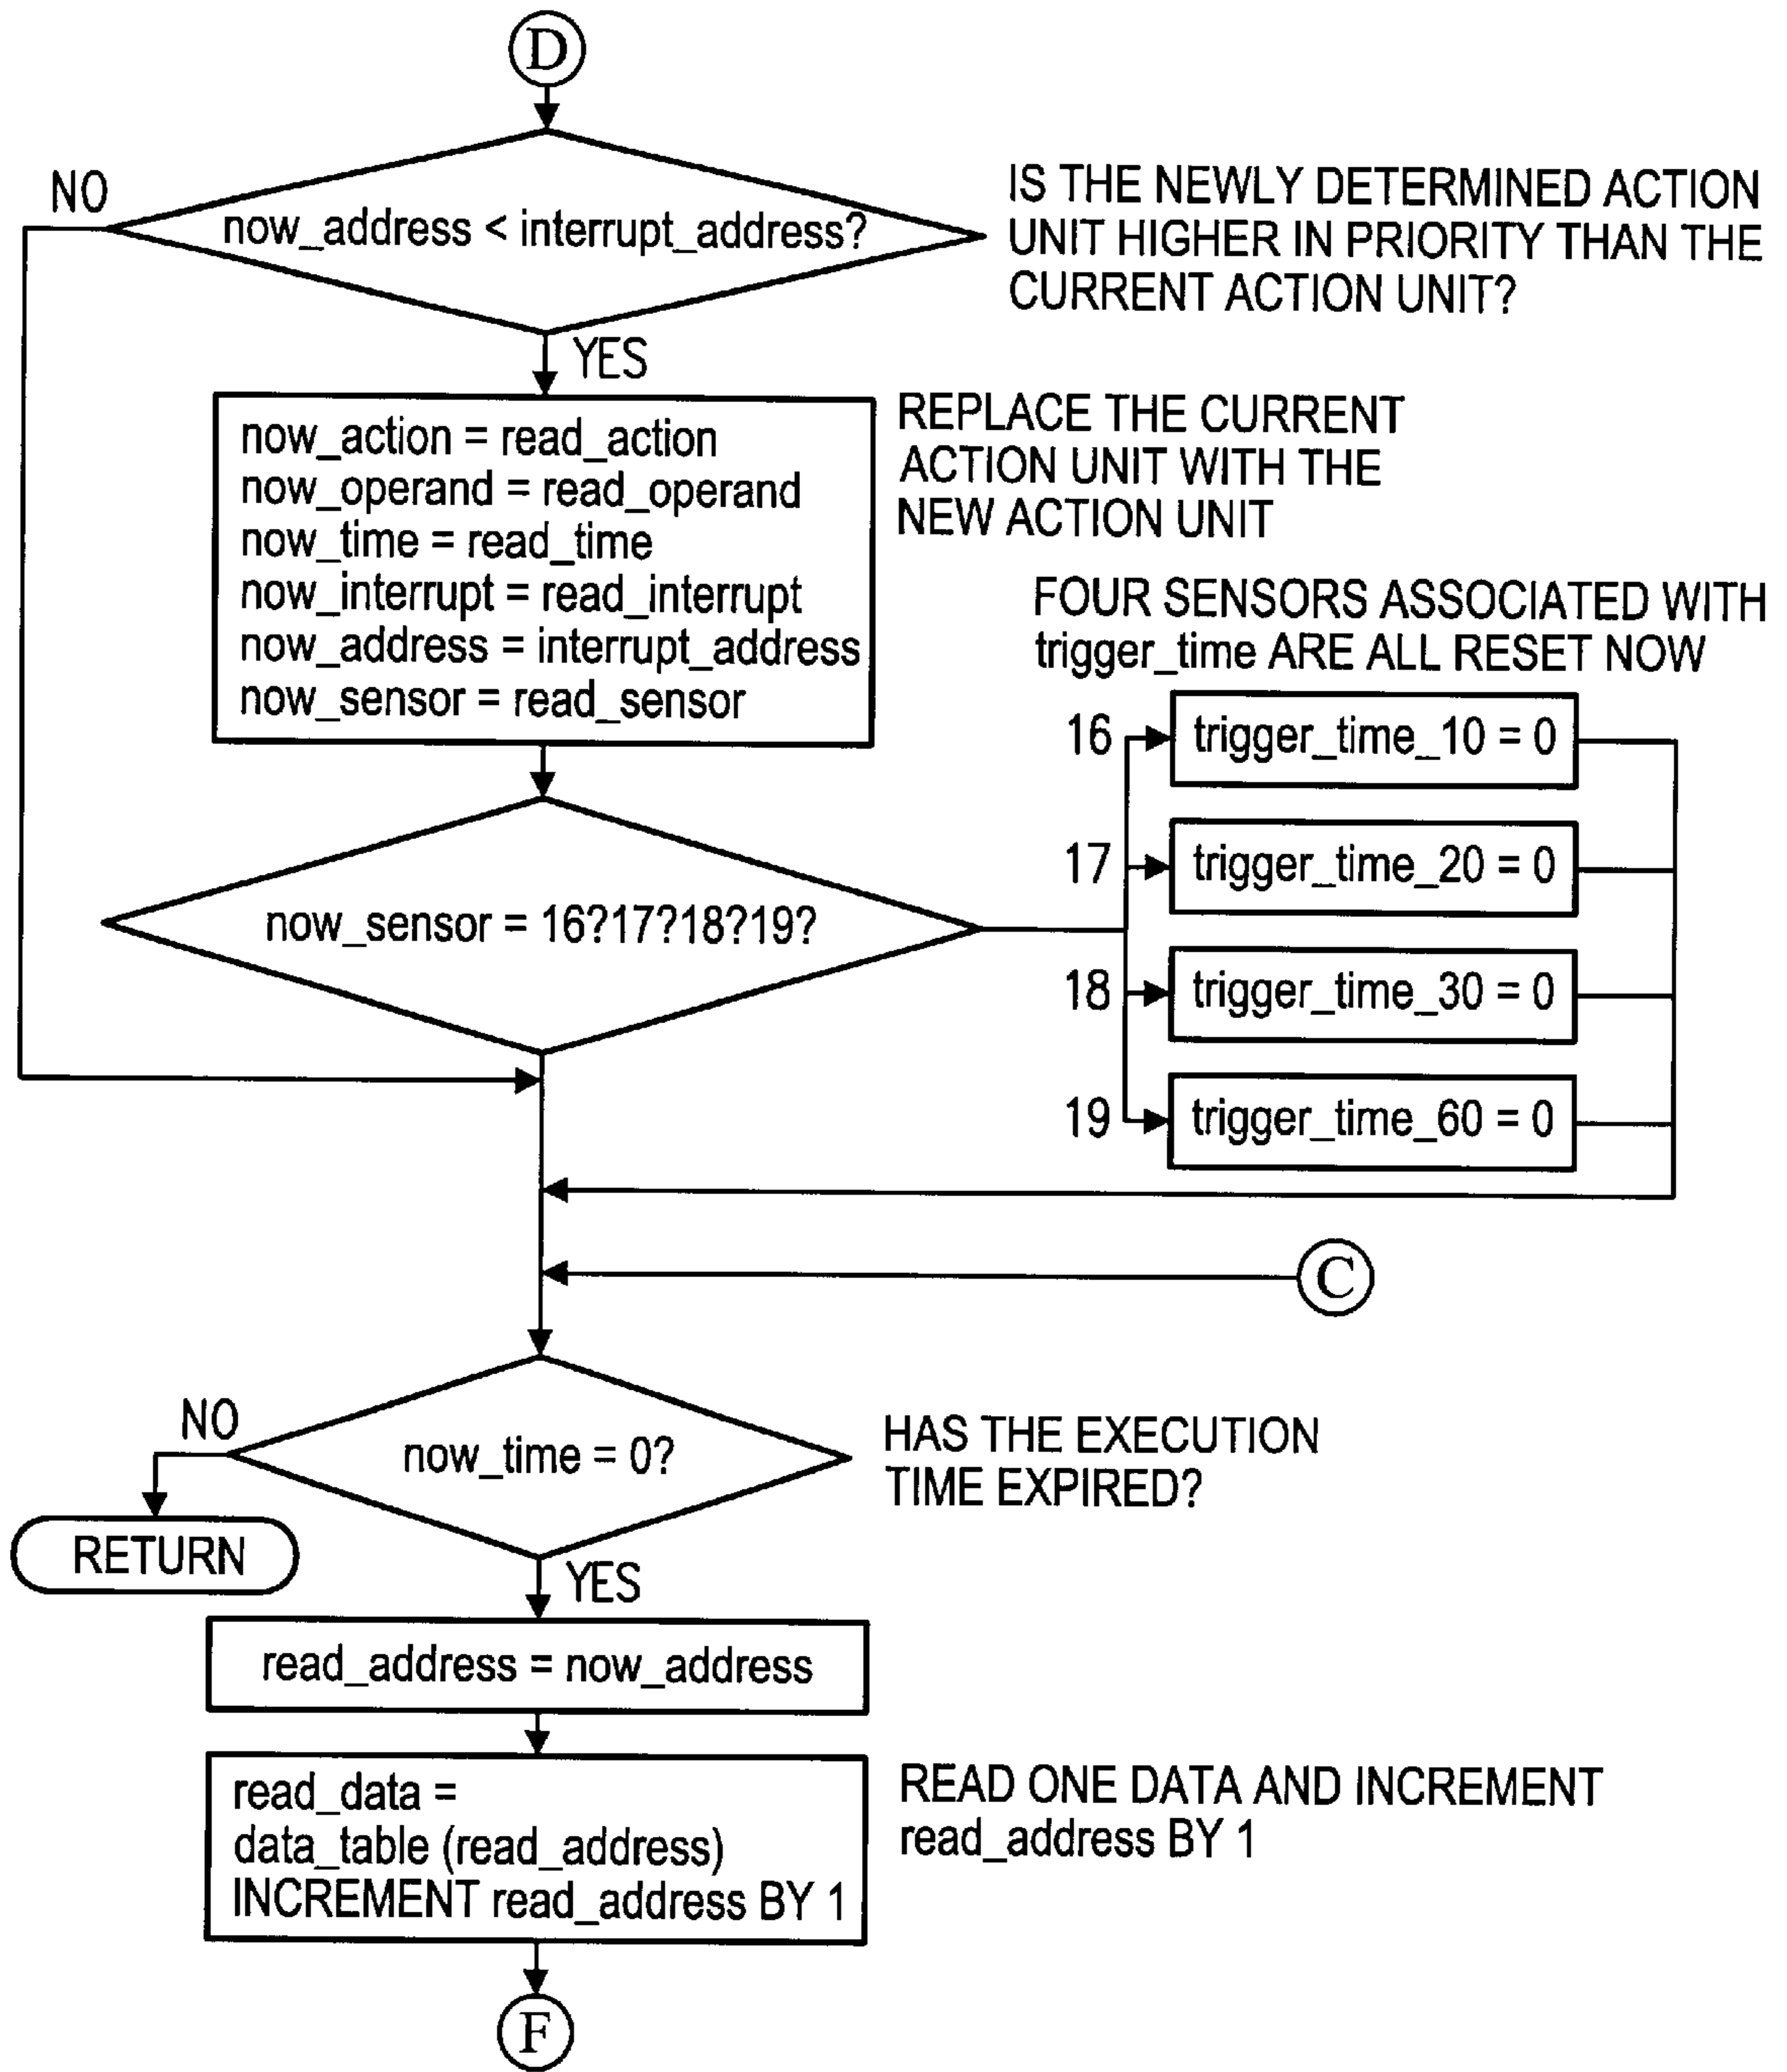 D
NO
now_address < interrupt_address?
IS THE NEWLY DETERMINED ACTION
UNIT HIGHER IN PRIORITY THAN THE
CURRENT ACTION UNIT?
YES
now_action = read_action
now_operand = read_operand
now_time = read_time
now_interrupt = read_interrupt
now_address = interrupt_address
now_sensor = read_sensor
REPLACE THE CURRENT
ACTION UNIT WITH THE
NEW ACTION UNIT
FOUR SENSORS ASSOCIATED WITH
trigger_time ARE ALL RESET NOW
now_sensor = 16?17?18?19?
16
trigger_time_10 = 0
17
trigger_time_20 = 0
18
trigger_time_30 = 0
19
trigger_time_60 = 0
C
NO
now_time = 0?
HAS THE EXECUTION
TIME EXPIRED?
RETURN
YES
read_address = now_address
read_data =
data_table (read_address)
INCREMENT read_address BY 1
READ ONE DATA AND INCREMENT
read_address BY 1
F